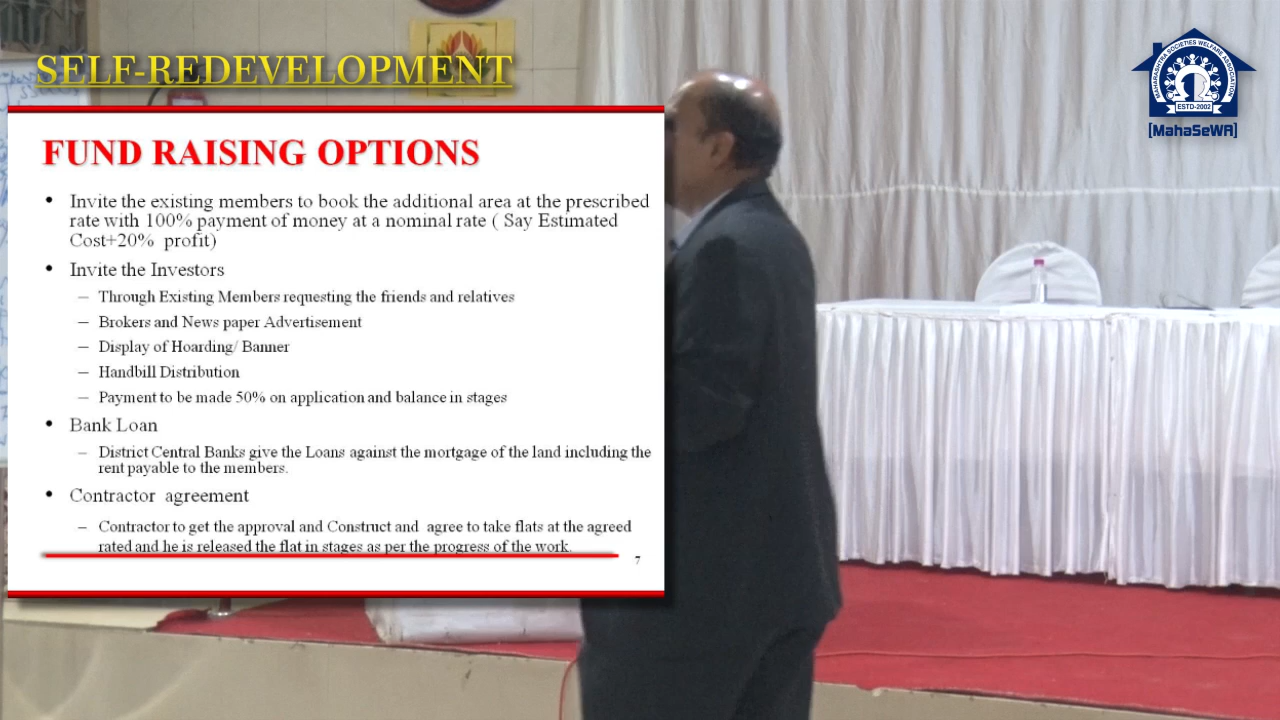 SELF-REDEVELOPMENT
FUND RAISING OPTIONS
• Invite the existing members to book the additional area at the prescribed
rate with 100% payment of money at a nominal rate ( Say Estimated
Cost+20% profit)
• Invite the Investors
– Through Existing Members requesting the friends and relatives
– Brokers and News paper Advertisement
– Display of Hoarding/ Banner
– Handbill Distribution
– Payment to be made 50% on application and balance in stages
• Bank Loan
– District Central Banks give the Loans against the mortgage of the land including the
rent payable to the members.
• Contractor agreement
– Contractor to get the approval and Construct and agree to take flats at the agreed
rated and he is released the flat in stages as per the progress of the work.
7
MAHARASHTRA SOCIETIES WELFARE ASSOCIATION
ESTD-2002
[MahaSeWA]